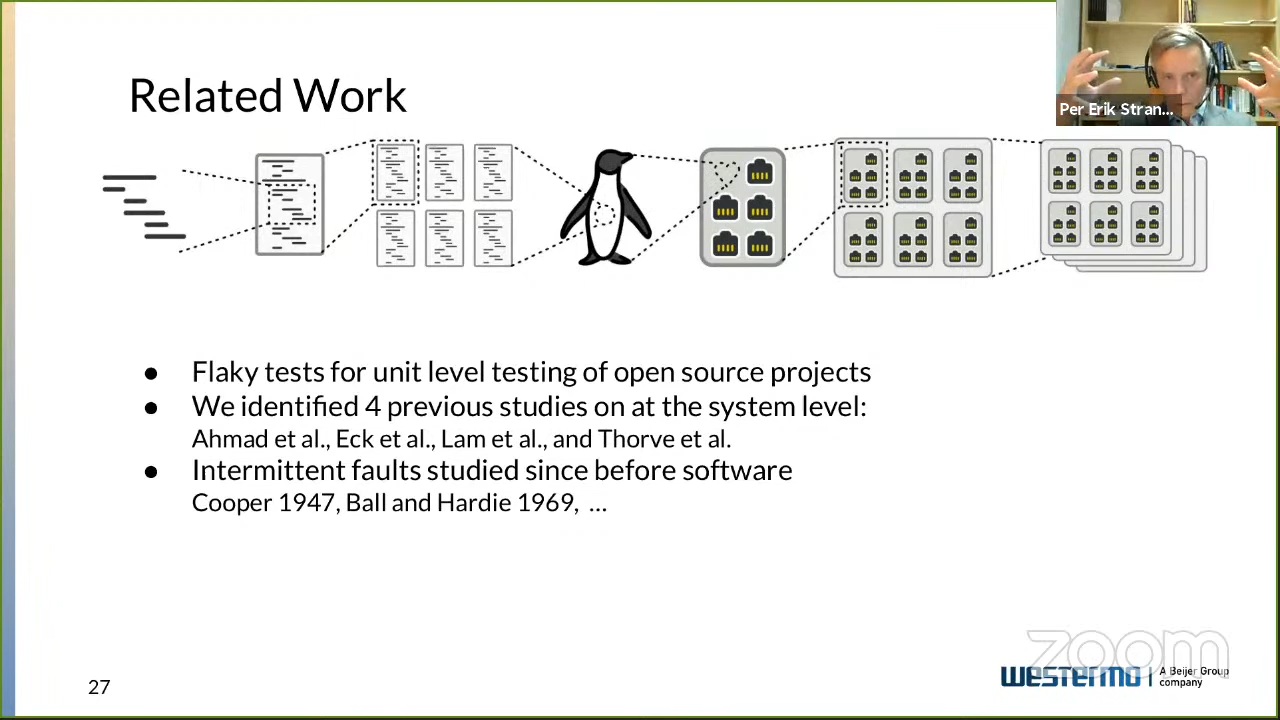 Related Work
Per Erik Stran...
● Flaky tests for unit level testing of open source projects
● We identified 4 previous studies on at the system level:
Ahmad et al., Eck et al., Lam et al., and Thorve et al.
● Intermittent faults studied since before software
Cooper 1947, Ball and Hardie 1969, ...
27
zoom
westermo
A Beijer Group
company